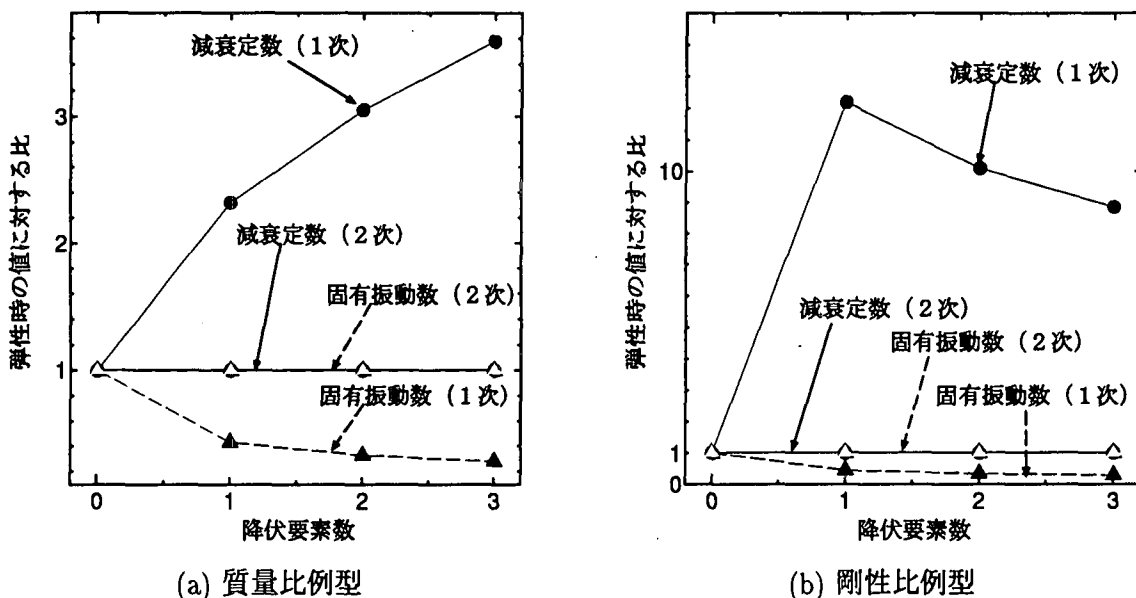 減衰定数（１次）
3
減衰定数（２次）
2
固有振動数（２次）
1
固有振動数（１次）
弾性時の値に対する比
0 1 2 3
降伏要素数
(a) 質量比例型
減衰定数（１次）
10
減衰定数（２次）
固有振動数（２次）
固有振動数（１次）
1
0
弾性時の値に対する比
0 1 2 3
降伏要素数
(b) 剛性比例型